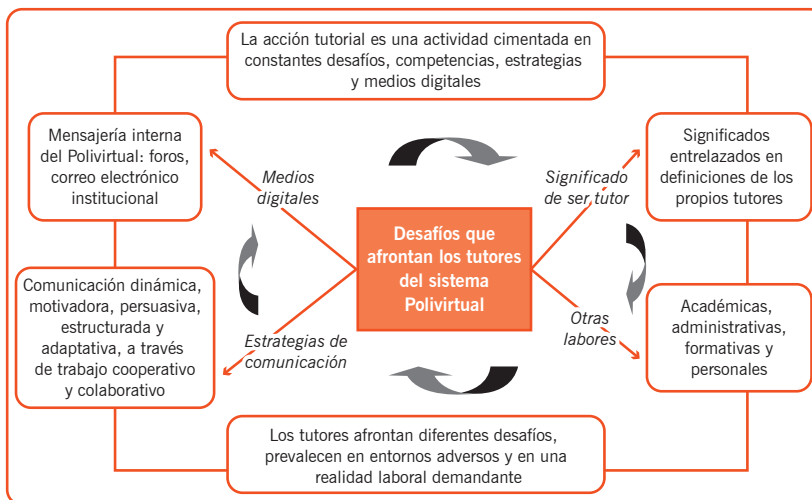 La acción tutorial es una actividad cimentada en
constantes desafíos, competencias, estrategias
y medios digitales
Mensajería interna
del Polivirtual: foros,
correo electrónico
institucional
Medios
digitales
Significado
de ser tutor
Significados
entrelazados en
definiciones de los
propios tutores
Desafíos que
afrontan los tutores
del sistema
Polivirtual
Comunicación dinámica,
motivadora, persuasiva,
estructurada y
adaptativa, a través
de trabajo cooperativo
y colaborativo
Estrategias de
comunicación
Otras
labores
Académicas,
administrativas,
formativas y
personales
Los tutores afrontan diferentes desafíos,
prevalecen en entornos adversos y en una
realidad laboral demandante